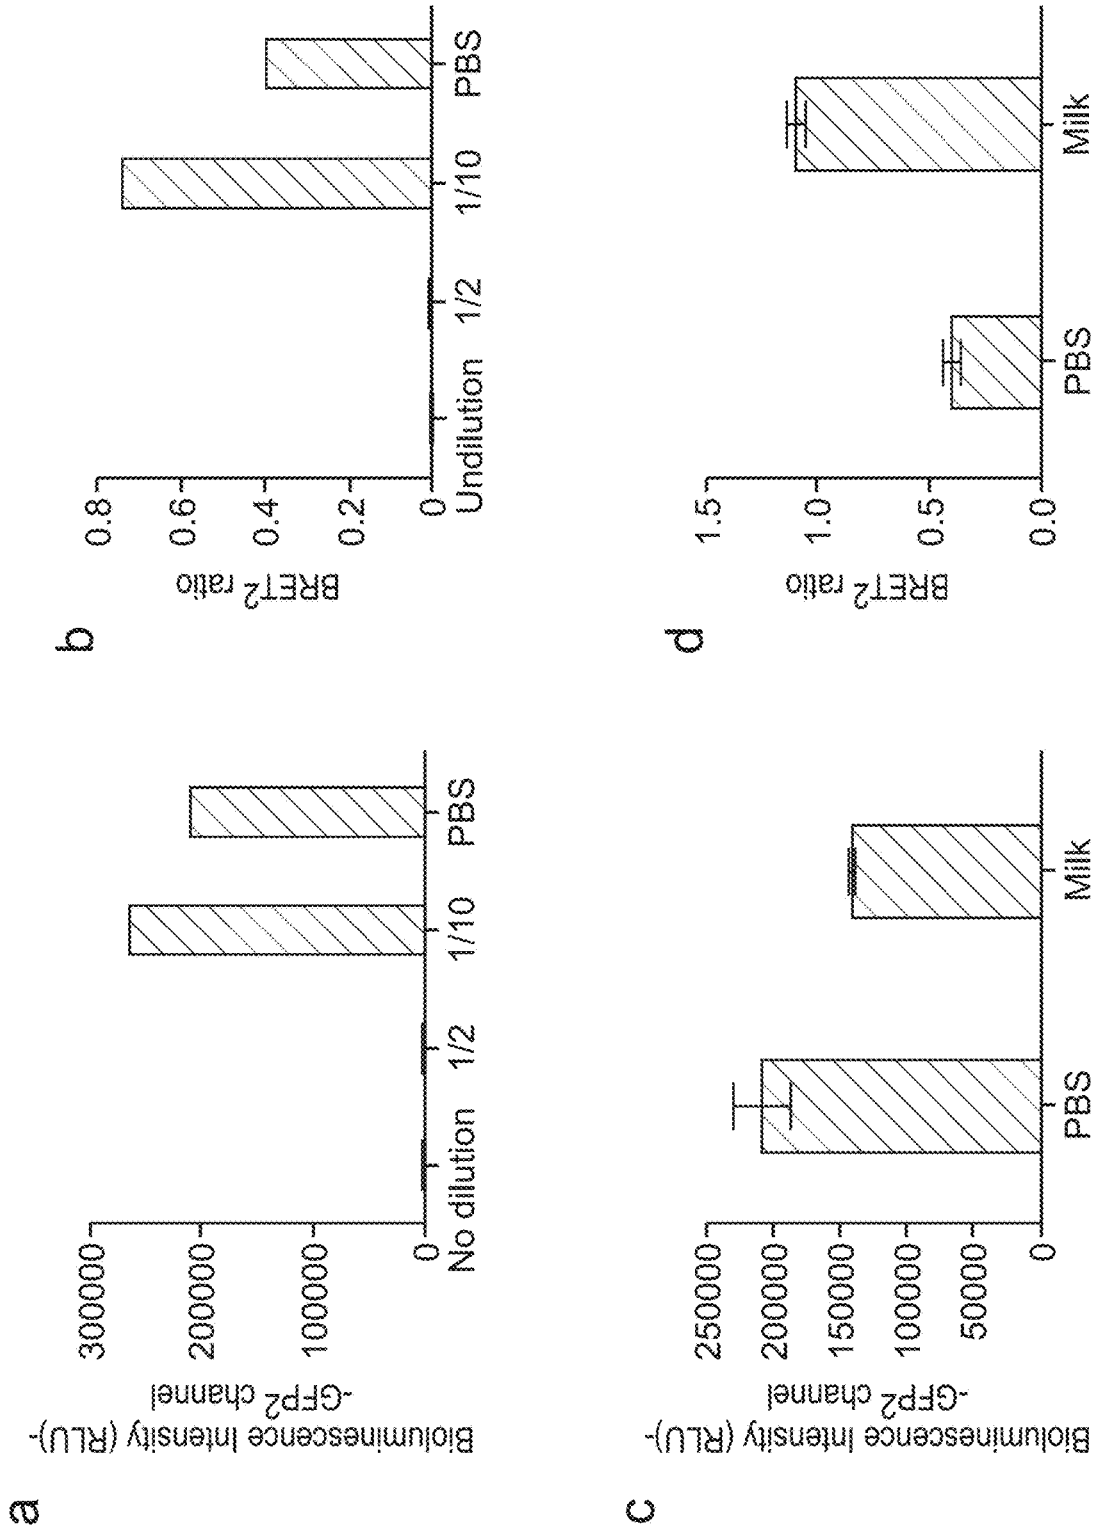 a
Bioluminescence Intensity (RLU-)
-GFP² channel
300000
200000
100000
0
No dilution 1/2 1/10 PBS
b
BRET² ratio
0.8
0.6
0.4
0.2
0
Undilution 1/2 1/10 PBS
c
Bioluminescence Intensity (RLU-)
-GFP² channel
250000
200000
150000
100000
50000
0
PBS Milk
d
BRET² ratio
1.5
1.0
0.5
0.0
PBS Milk